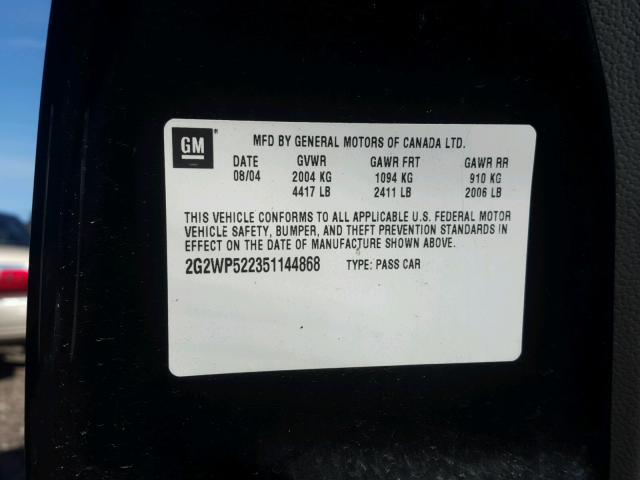 GM ® MFD BY GENERAL MOTORS OF CANADA LTD.
DATE GVWR GAWR FRT GAWR RR
08/04 2004 KG 1094 KG 910 KG
4417 LB 2411 LB 2006 LB
THIS VEHICLE CONFORMS TO ALL APPLICABLE U.S. FEDERAL MOTOR
VEHICLE SAFETY, BUMPER, AND THEFT PREVENTION STANDARDS IN
EFFECT ON THE DATE OF MANUFACTURE SHOWN ABOVE.
2G2WP522351144868 TYPE: PASS CAR